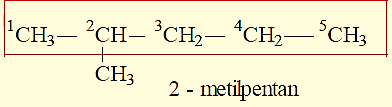 ¹CH₃— ²CH— ³CH₂— ⁴CH₂— ⁵CH₃
CH₃
2 - metilpentan